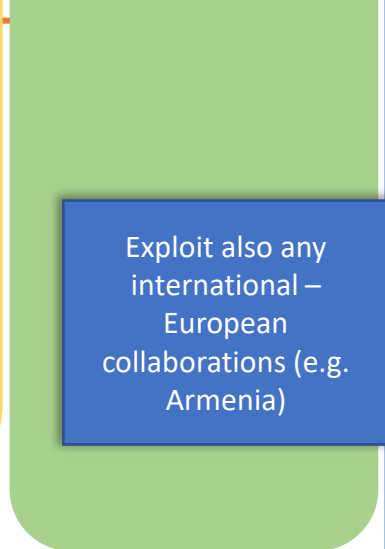 Exploit also any
international –
European
collaborations (e.g.
Armenia)